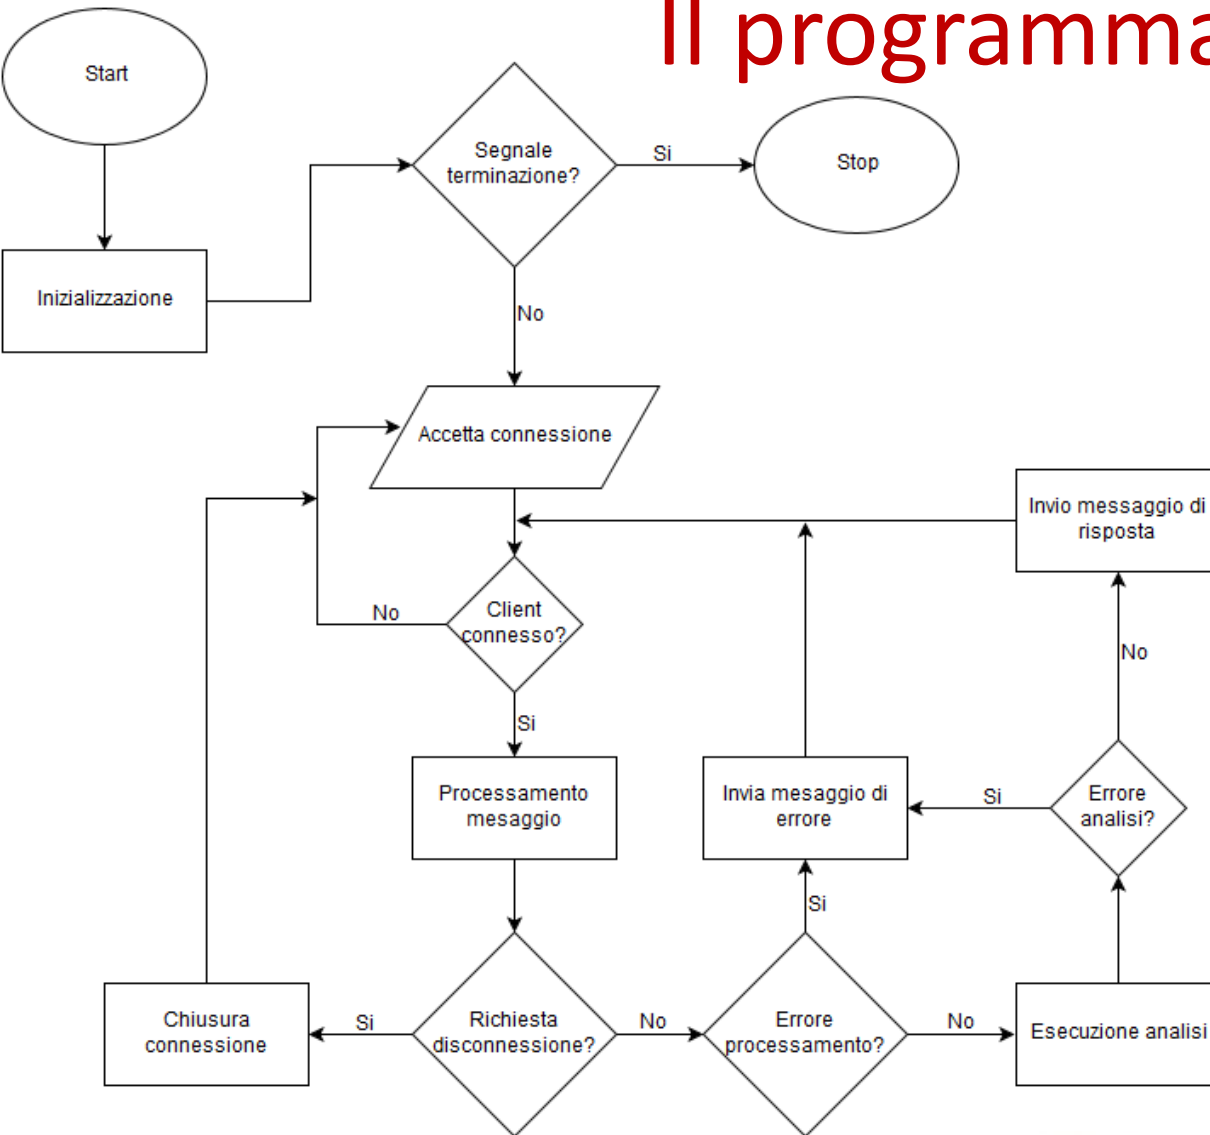 Il programma
Start
Segnale
terminazione?
Si
Stop
Inizializzazione
No
Accetta connessione
Invio messaggio di
risposta
Client
connesso?
No
No
Si
Processamento
mesaggio
Invia mesaggio di
errore
Si
Errore
analisi?
Si
Chiusura
connessione
Si
Richiesta
disconnessione?
No
Errore
processamento?
No
Esecuzione analisi